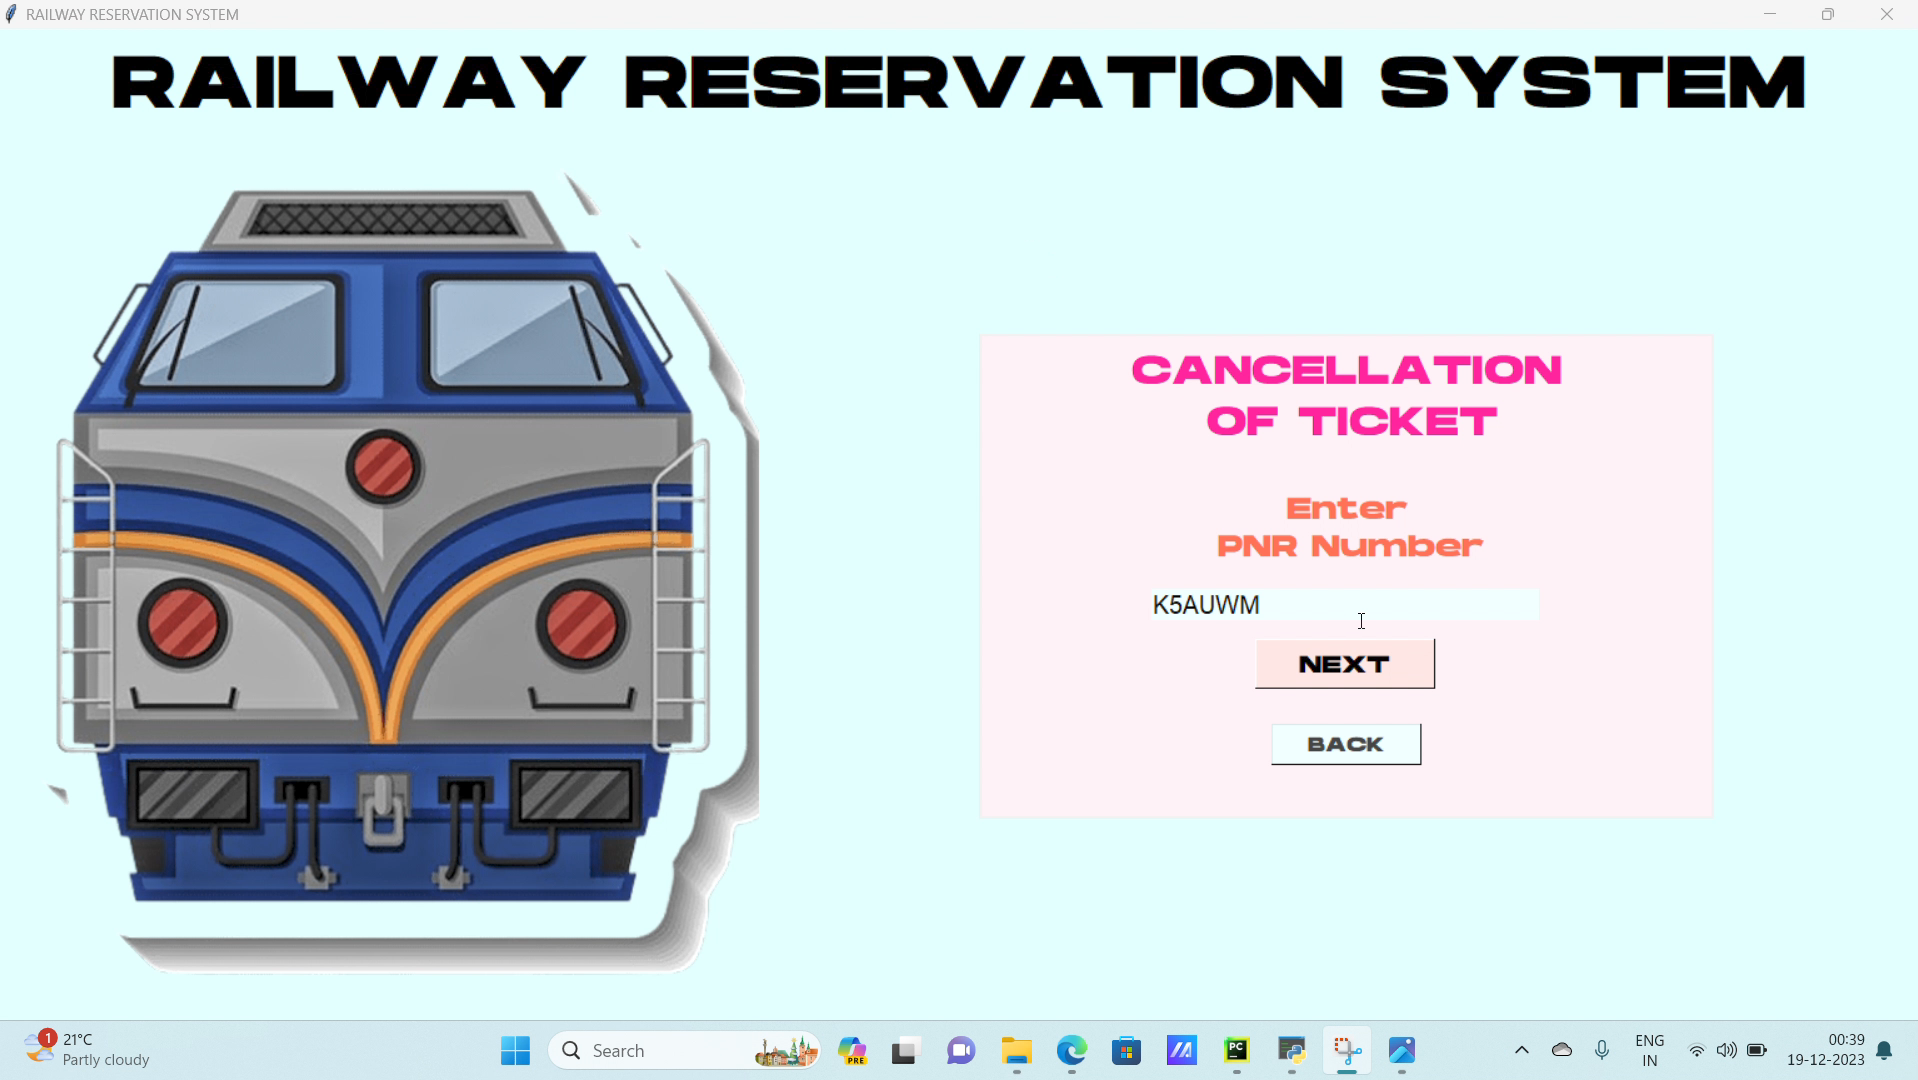 RAILWAY RESERVATION SYSTEM
RAILWAY RESERVATION SYSTEM
CANCELLATION
OF TICKET
Enter
PNR Number
K5AUWM
NEXT
BACK
1
21°C
Partly cloudy
Search
PRE
PC
ENG
IN
00:39
19-12-2023